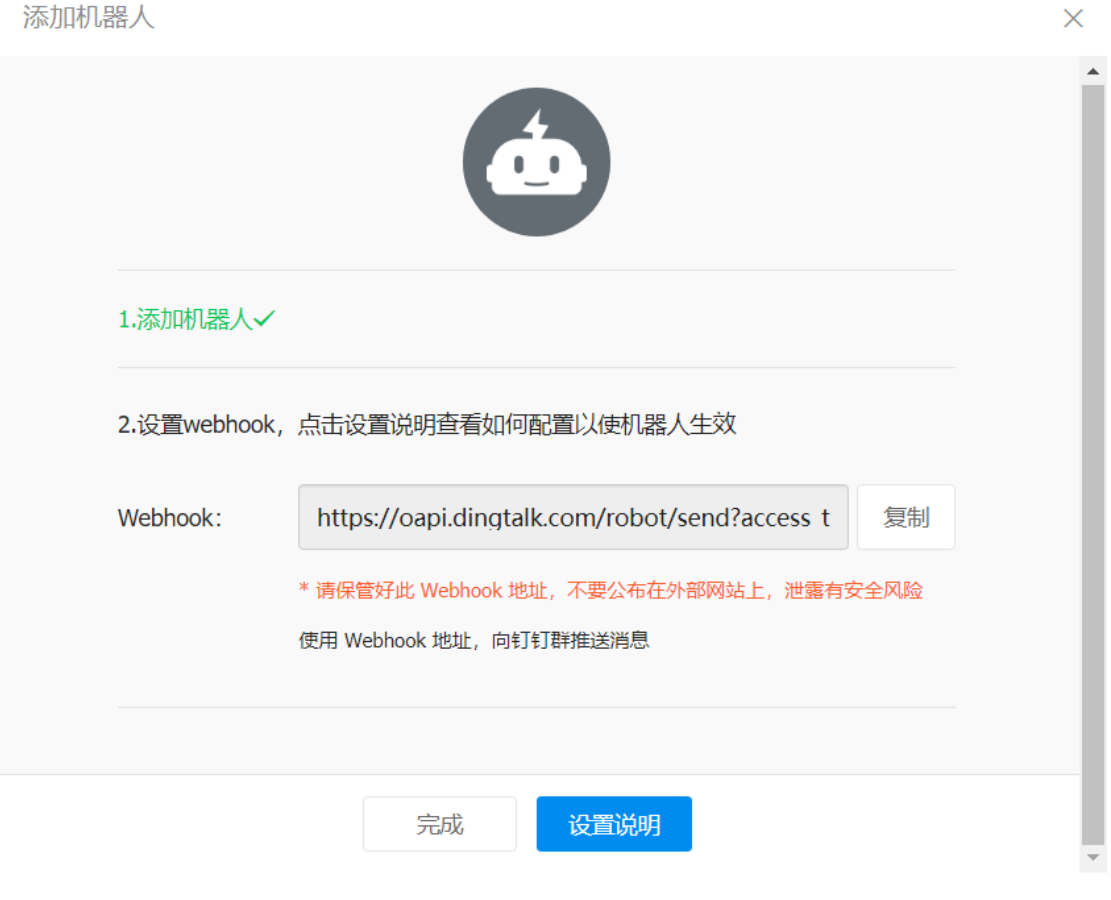 添加机器人
1.添加机器人
2.设置webhook，点击设置说明查看如何配置以使机器人生效
Webhook：
https://oapi.dingtalk.com/robot/send?access_t
复制
* 请保管好此 Webhook 地址，不要公布在外部网站上，泄露有安全风险
使用 Webhook 地址，向钉钉群推送消息
完成
设置说明